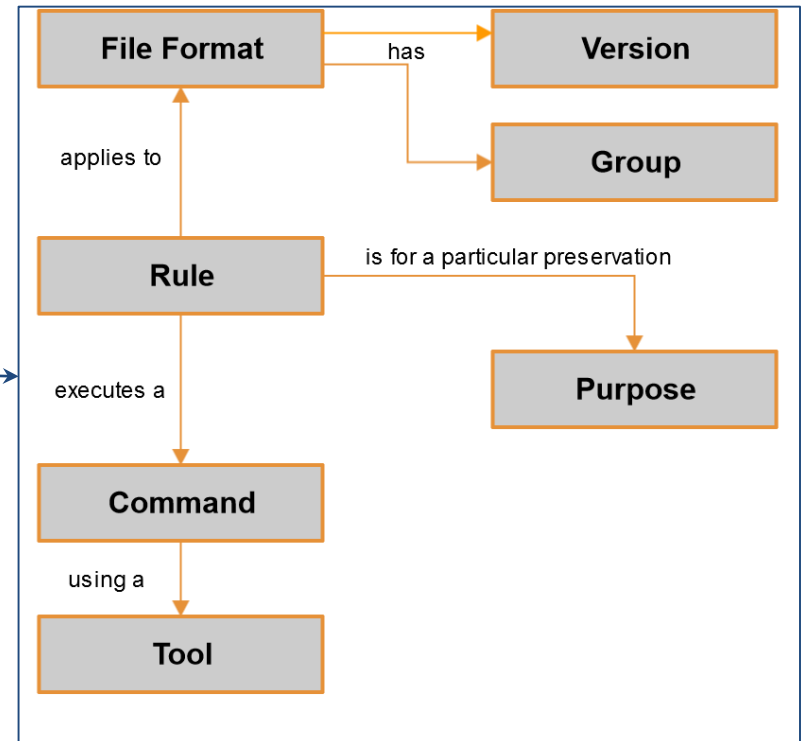 File Format
has
Version
Group
applies to
Rule
is for a particular preservation
Purpose
executes a
Command
using a
Tool